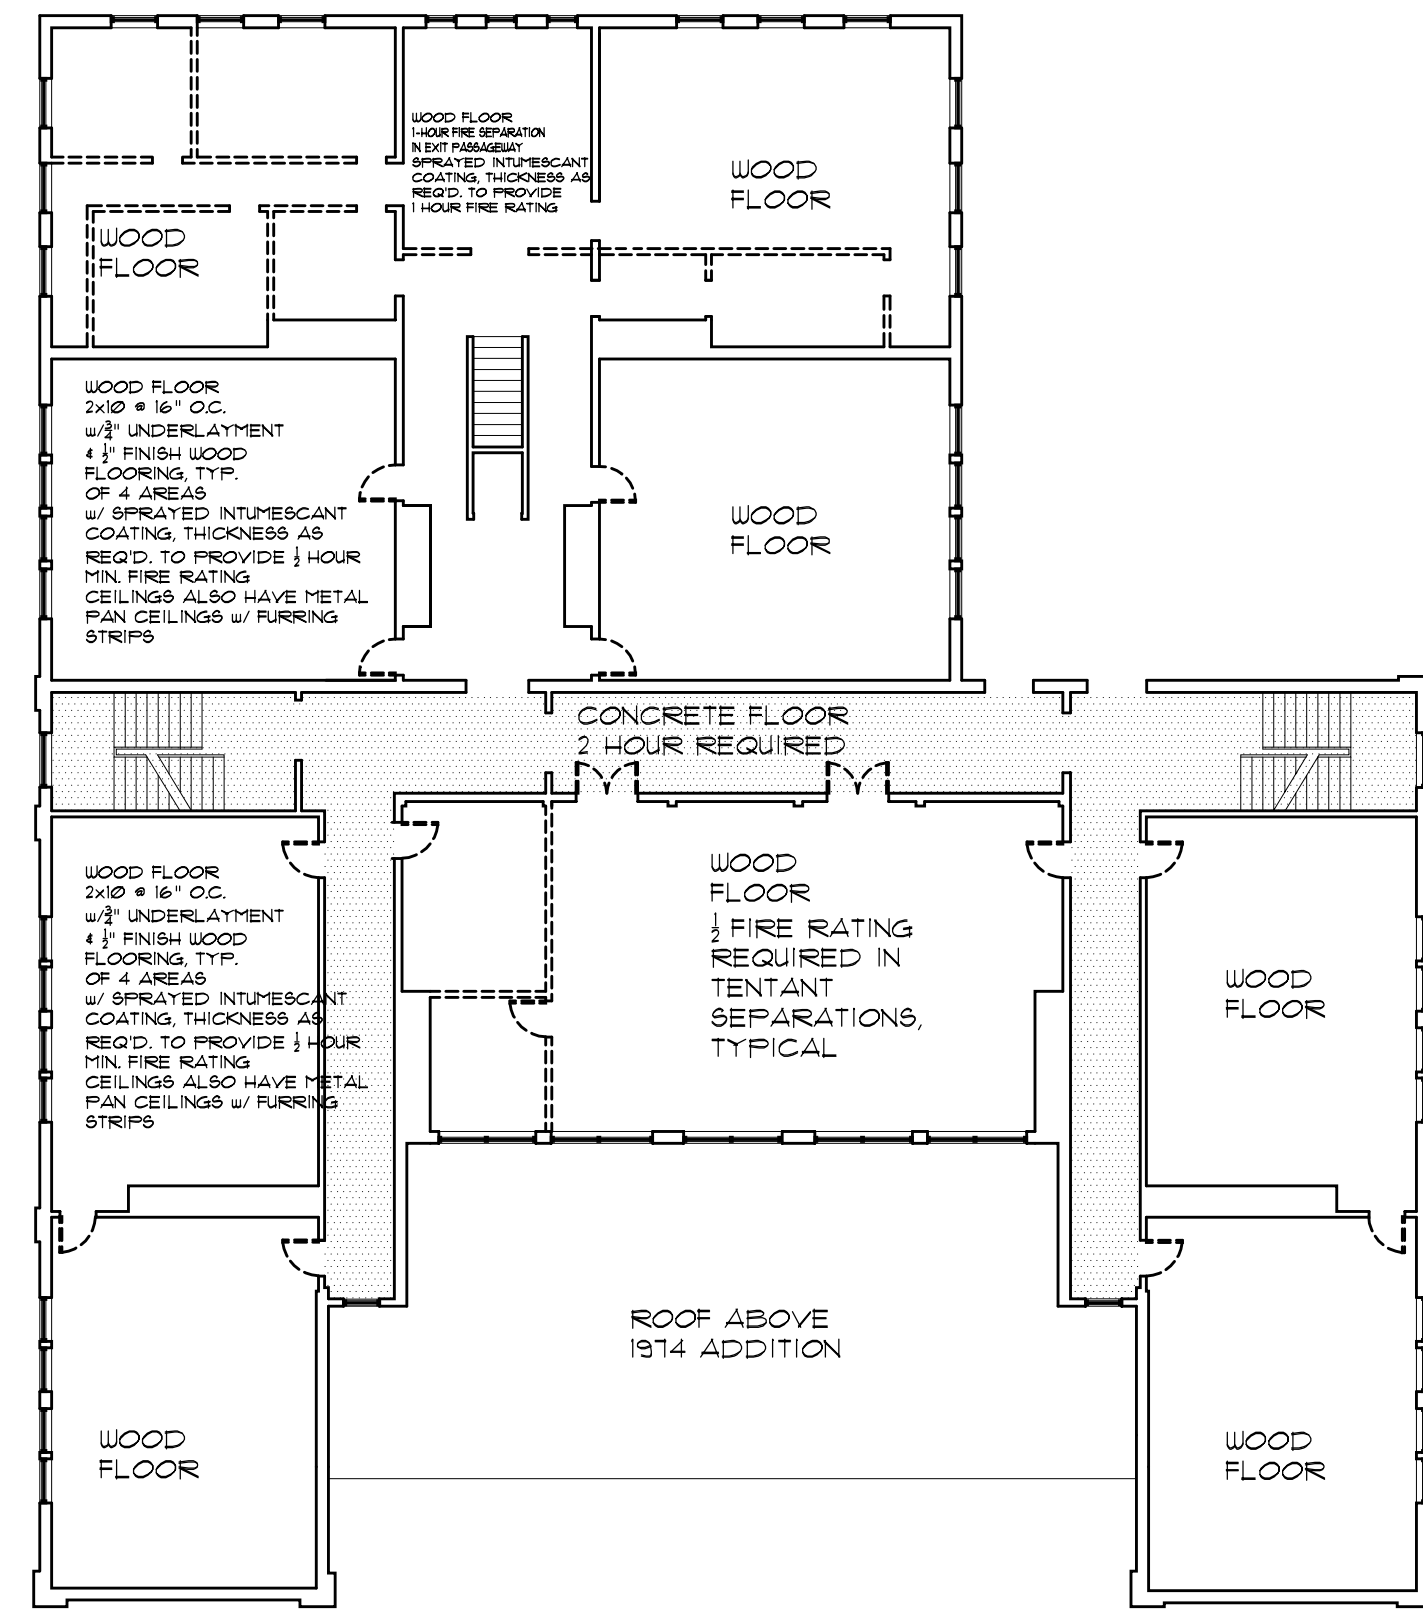 WOOD FLOOR
1-HOUR FIRE SEPARATION
IN EXIT PASSAGEWAY
SPRAYED INTUMESCANT
COATING, THICKNESS AS
REQ'D. TO PROVIDE
1 HOUR FIRE RATING
WOOD
FLOOR
WOOD
FLOOR
WOOD FLOOR
2x10 @ 16" O.C.
w/¾" UNDERLAYMENT
& ½" FINISH WOOD
FLOORING, TYP.
OF 4 AREAS
w/ SPRAYED INTUMESCANT
COATING, THICKNESS AS
REQ'D. TO PROVIDE ½ HOUR
MIN. FIRE RATING
CEILINGS ALSO HAVE METAL
PAN CEILINGS w/ FURRING
STRIPS
WOOD
FLOOR
CONCRETE FLOOR
2 HOUR REQUIRED
WOOD FLOOR
2x10 @ 16" O.C.
w/¾" UNDERLAYMENT
& ½" FINISH WOOD
FLOORING, TYP.
OF 4 AREAS
w/ SPRAYED INTUMESCANT
COATING, THICKNESS AS
REQ'D. TO PROVIDE ½ HOUR
MIN. FIRE RATING
CEILINGS ALSO HAVE METAL
PAN CEILINGS w/ FURRING
STRIPS
WOOD
FLOOR
½ FIRE RATING
REQUIRED IN
TENTANT
SEPARATIONS,
TYPICAL
WOOD
FLOOR
ROOF ABOVE
1974 ADDITION
WOOD
FLOOR
WOOD
FLOOR